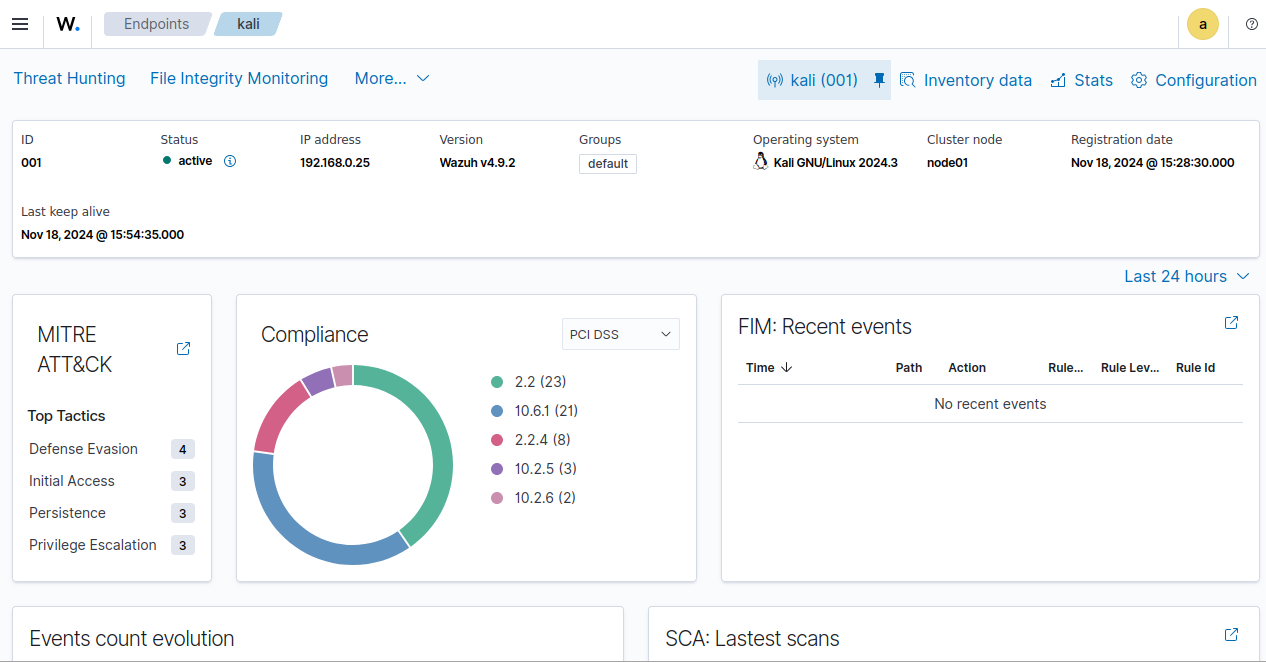 W. Endpoints kali a
Threat Hunting File Integrity Monitoring More... kali (001) Inventory data Stats Configuration
ID Status IP address Version Groups Operating system Cluster node Registration date
001 active 192.168.0.25 Wazuh v4.9.2 default Kali GNU/Linux 2024.3 node01 Nov 18, 2024 @ 15:28:30.000
Last keep alive
Nov 18, 2024 @ 15:54:35.000
Last 24 hours
MITRE
ATT&CK
Top Tactics
Defense Evasion 4
Initial Access 3
Persistence 3
Privilege Escalation 3
Compliance PCI DSS
2.2 (23)
10.6.1 (21)
2.2.4 (8)
10.2.5 (3)
10.2.6 (2)
FIM: Recent events
Time Path Action Rule... Rule Lev... Rule Id
No recent events
Events count evolution
SCA: Lastest scans